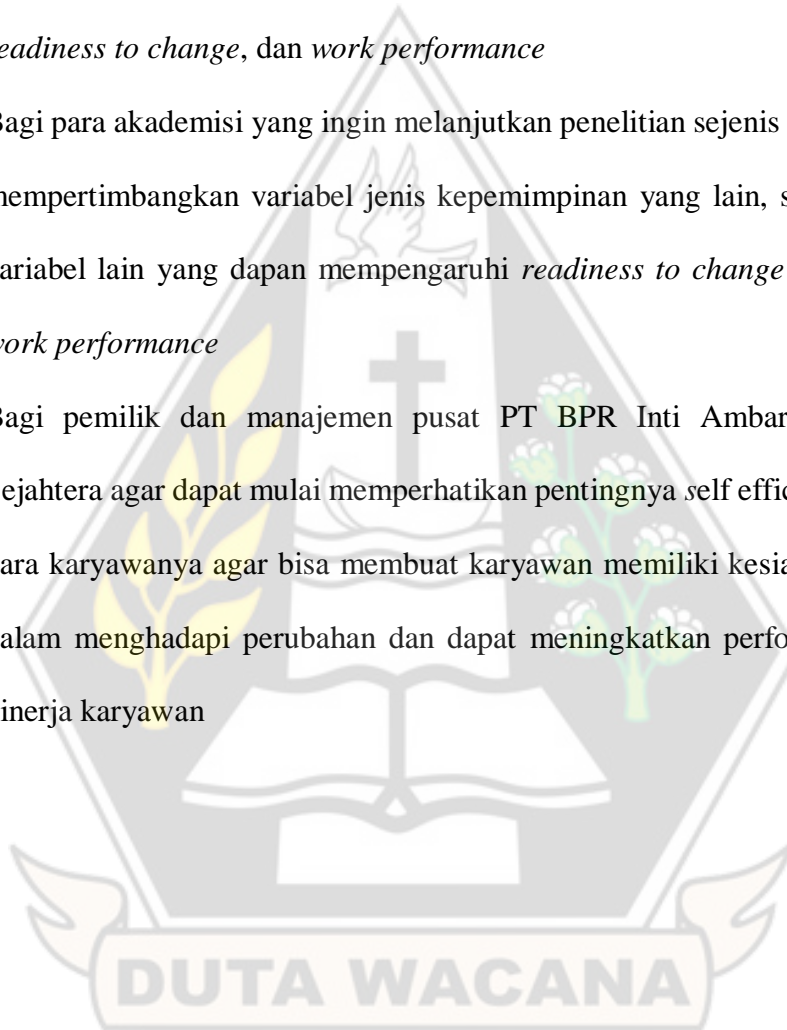 readiness to change, dan work performance
Bagi para akademisi yang ingin melanjutkan penelitian sejenis
mempertimbangkan variabel jenis kepemimpinan yang lain, s
variabel lain yang dapan mempengaruhi readiness to change
work performance
Bagi pemilik dan manajemen pusat PT BPR Inti Ambar
sejahtera agar dapat mulai memperhatikan pentingnya self effic
para karyawanya agar bisa membuat karyawan memiliki kesia
dalam menghadapi perubahan dan dapat meningkatkan perfo
kinerja karyawan
DUTA WACANA